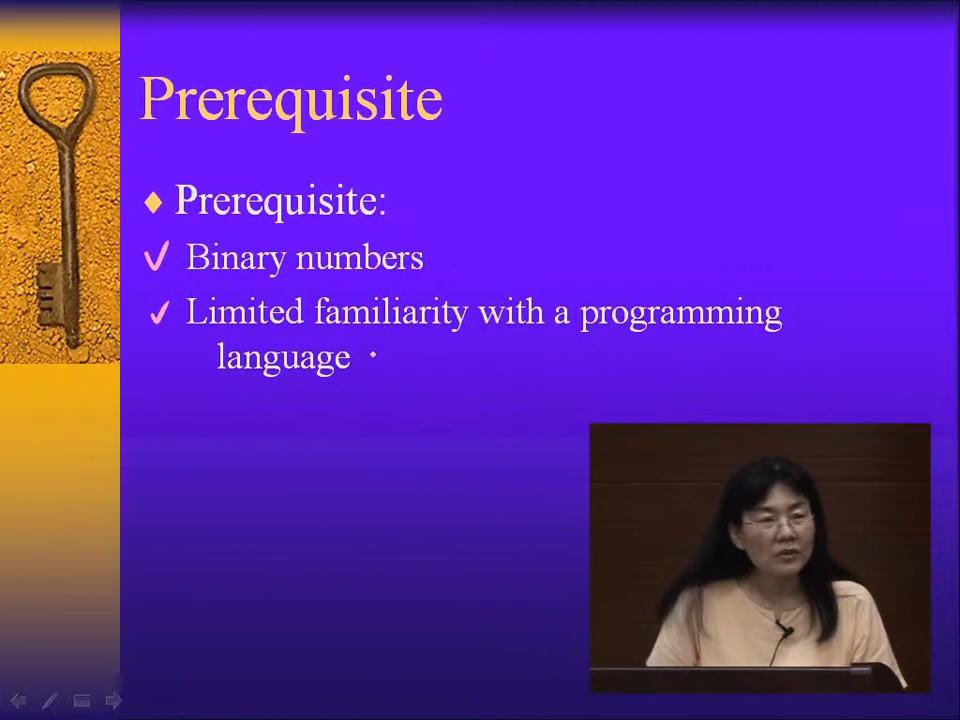 Prerequisite
Prerequisite:
Binary numbers
Limited familiarity with a programming
language